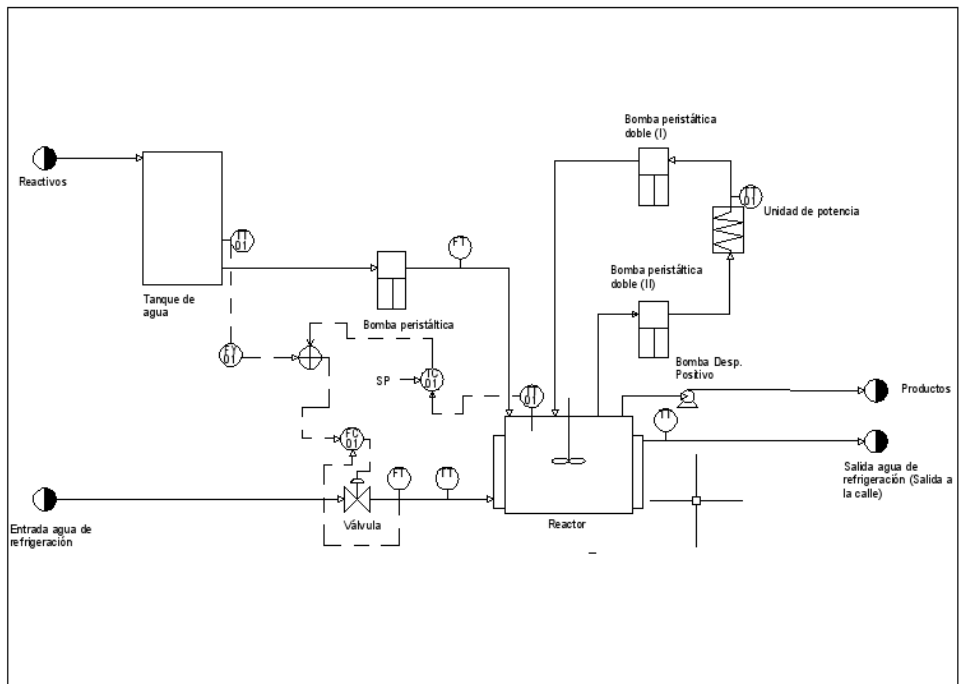 Bomba peristáltica
doble (I)
Reactivos
TT
01
Unidad de potencia
TT
01
Bomba peristáltica
doble (II)
FT
Tanque de
agua
Bomba peristáltica
FY
01
SP
TC
01
TT
01
Bomba Desp.
Positivo
Productos
TT
Salida agua de
refrigeración (Salida a
la calle)
FC
01
FT
TT
Válvula
Reactor
Entrada agua de
refrigeración